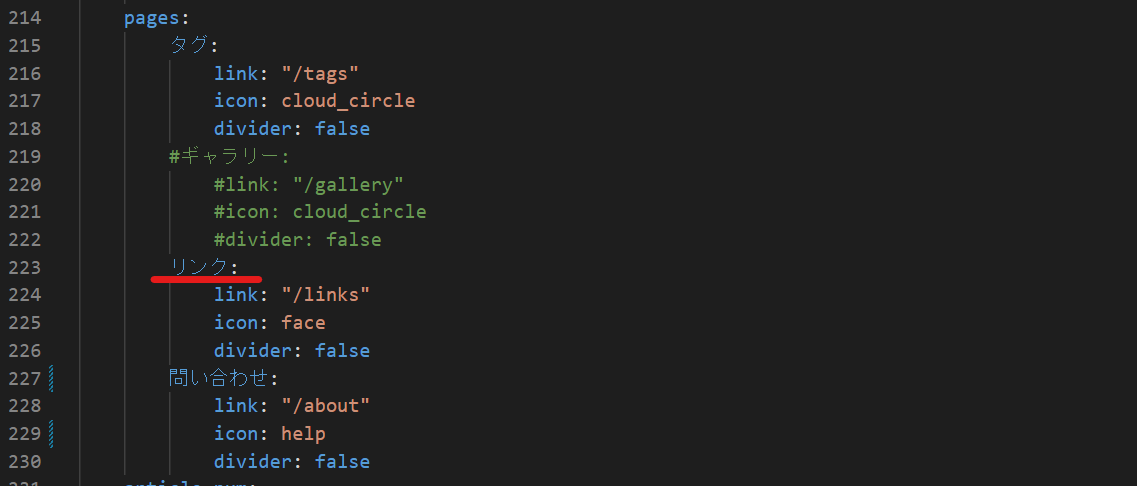 214 pages:
215 タグ:
216 link: "/tags"
217 icon: cloud_circle
218 divider: false
219 #ギャラリー:
220 #link: "/gallery"
221 #icon: cloud_circle
222 #divider: false
223 リンク:
224 link: "/links"
225 icon: face
226 divider: false
227 問い合わせ:
228 link: "/about"
229 icon: help
230 divider: false